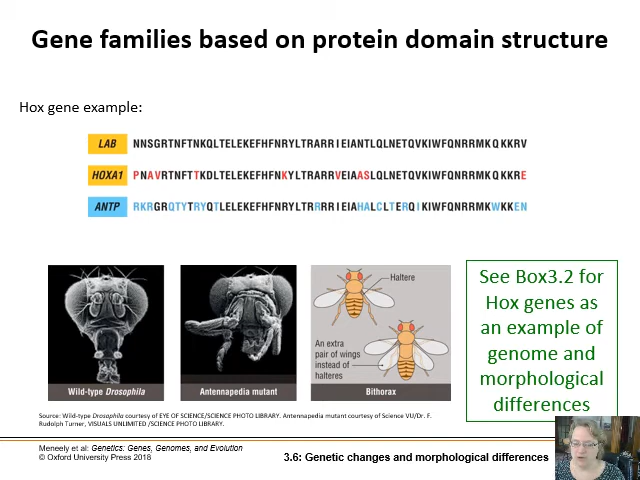 Gene families based on protein domain structure
Hox gene example:
LAB NNSGRTNFTNKQLTELEKEFHFNRYLTRARRIEIANTLQLNETQVKIWFQNRRMKQKKRV
HOXA1 PNAVRTNFTTKDLTELEKEFHFNKYLTRARRVEIAASLQLNETQVKIWFQNRRMKQKKRE
ANTP RKRGRQTYTRYQTLELEKEFHFNRYLTRRRRIEIAHALCLTERQIKIWFQNRRMKWKKEN
Wild-type Drosophila
Antennapedia mutant
Haltere
An extra
pair of wings
instead of
halteres
Bithorax
See Box3.2 for
Hox genes as
an example of
genome and
morphological
differences
Source: Wild-type Drosophila courtesy of EYE OF SCIENCE/SCIENCE PHOTO LIBRARY. Antennapedia mutant courtesy of Science VU/Dr. F.
Rudolph Turner, VISUALS UNLIMITED /SCIENCE PHOTO LIBRARY.
Meneely et al: Genetics: Genes, Genomes, and Evolution
© Oxford University Press 2018
3.6: Genetic changes and morphological differences